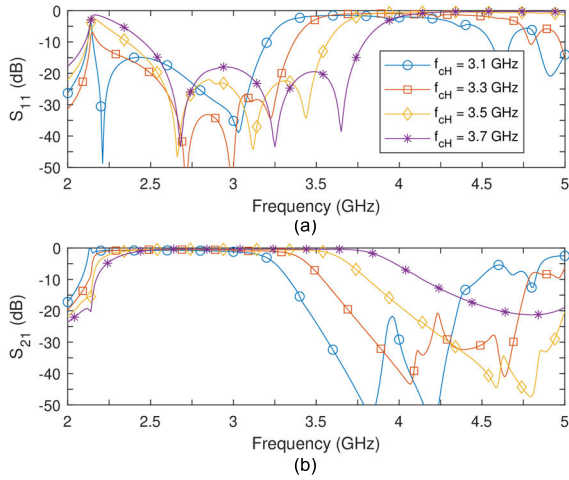 0
-10
-20
-30
-40
-50
S11 (dB)
fcH = 3.1 GHz
fcH = 3.3 GHz
fcH = 3.5 GHz
fcH = 3.7 GHz
2 2.5 3 3.5 4 4.5 5
Frequency (GHz)
(a)
0
-10
-20
-30
-40
-50
S21 (dB)
2 2.5 3 3.5 4 4.5 5
Frequency (GHz)
(b)